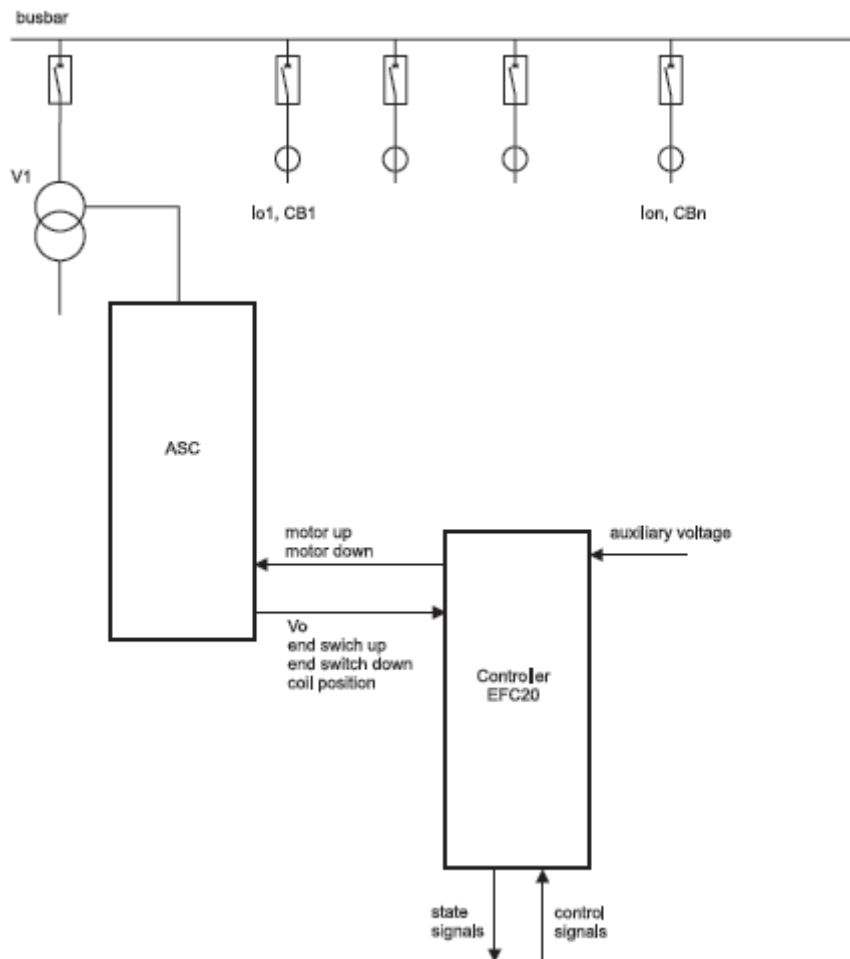 busbar
V1
Io1, CB1
Ion, CBn
ASC
motor up
motor down
auxiliary voltage
Vo
end swich up
end switch down
coil position
Controller
EFC20
state
signals
control
signals